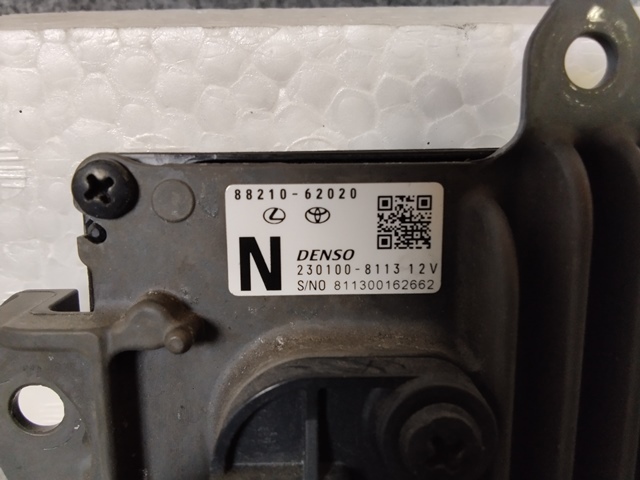 88210-62020
N
DENSO
230100-8113 12V
S/NO 811300162662